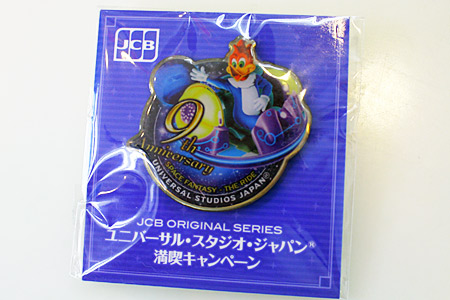 JCB
9th
Anniversary
SPACE FANTASY - THE RIDE
UNIVERSAL STUDIOS JAPAN®
JCB ORIGINAL SERIES
ユニバーサル・スタジオ・ジャパン®
満喫キャンペーン